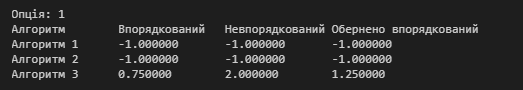 Опція: 1
Алгоритм Впорядкований Невпорядкований Обернено впорядкований
Алгоритм 1 -1.000000 -1.000000 -1.000000
Алгоритм 2 -1.000000 -1.000000 -1.000000
Алгоритм 3 0.750000 2.000000 1.250000